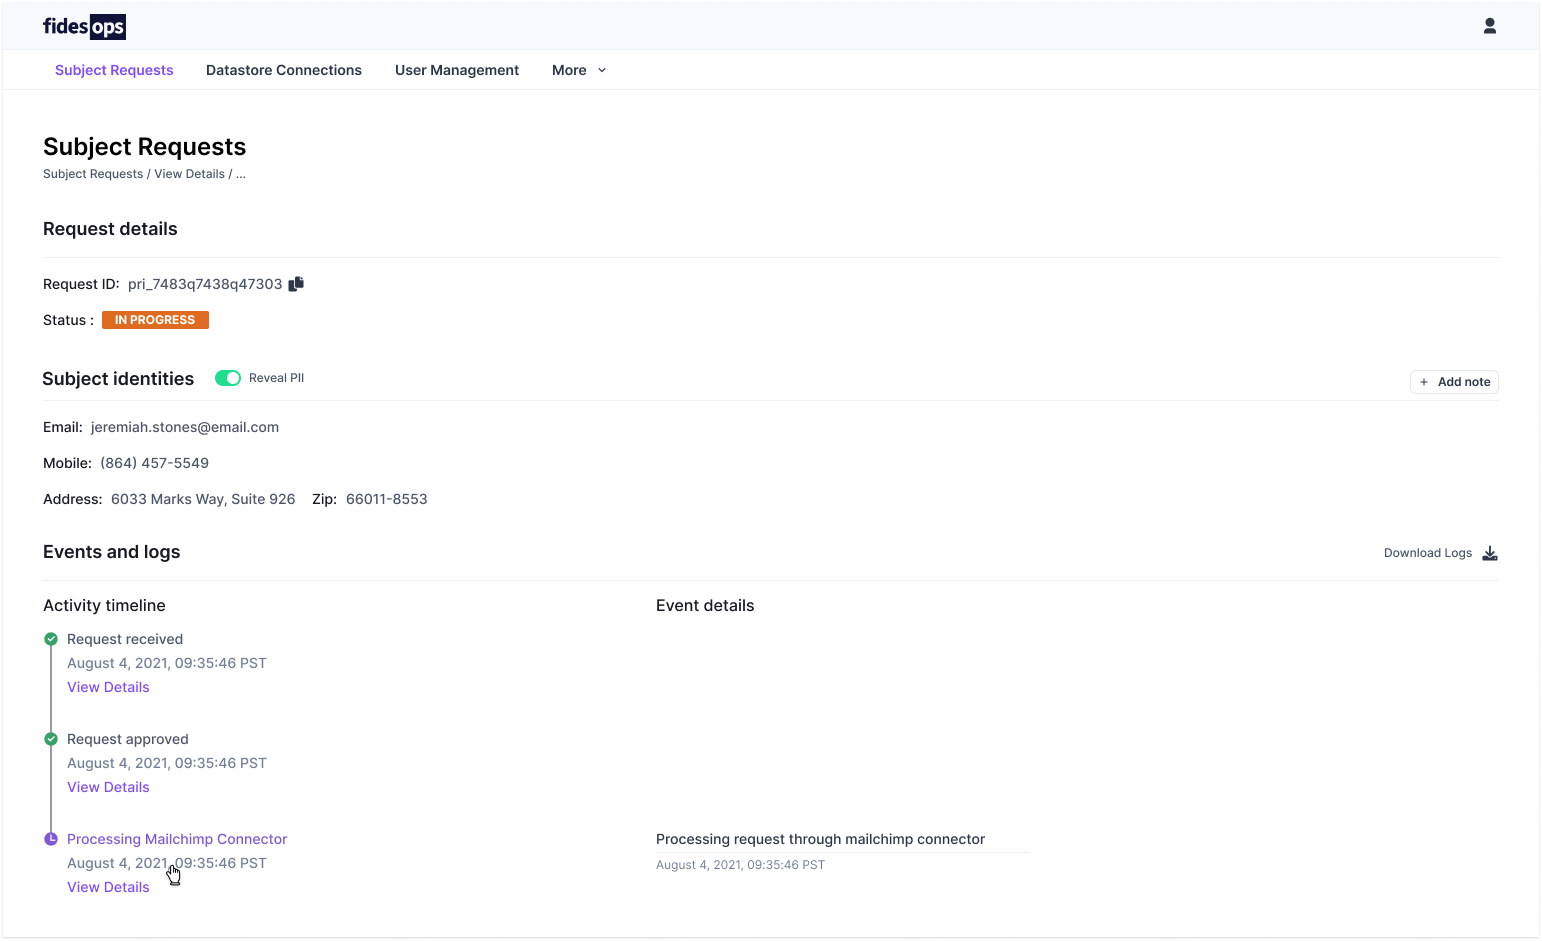 fidesops
Subject Requests Datastore Connections User Management More
Subject Requests
Subject Requests / View Details / ...
Request details
Request ID: pri_7483q7438q47303
Status : IN PROGRESS
Subject identities Reveal PII + Add note
Email: jeremiah.stones@email.com
Mobile: (864) 457-5549
Address: 6033 Marks Way, Suite 926 Zip: 66011-8553
Events and logs Download Logs
Activity timeline Event details
Request received
August 4, 2021, 09:35:46 PST
View Details
Request approved
August 4, 2021, 09:35:46 PST
View Details
Processing Mailchimp Connector Processing request through mailchimp connector
August 4, 2021, 09:35:46 PST August 4, 2021, 09:35:46 PST
View Details